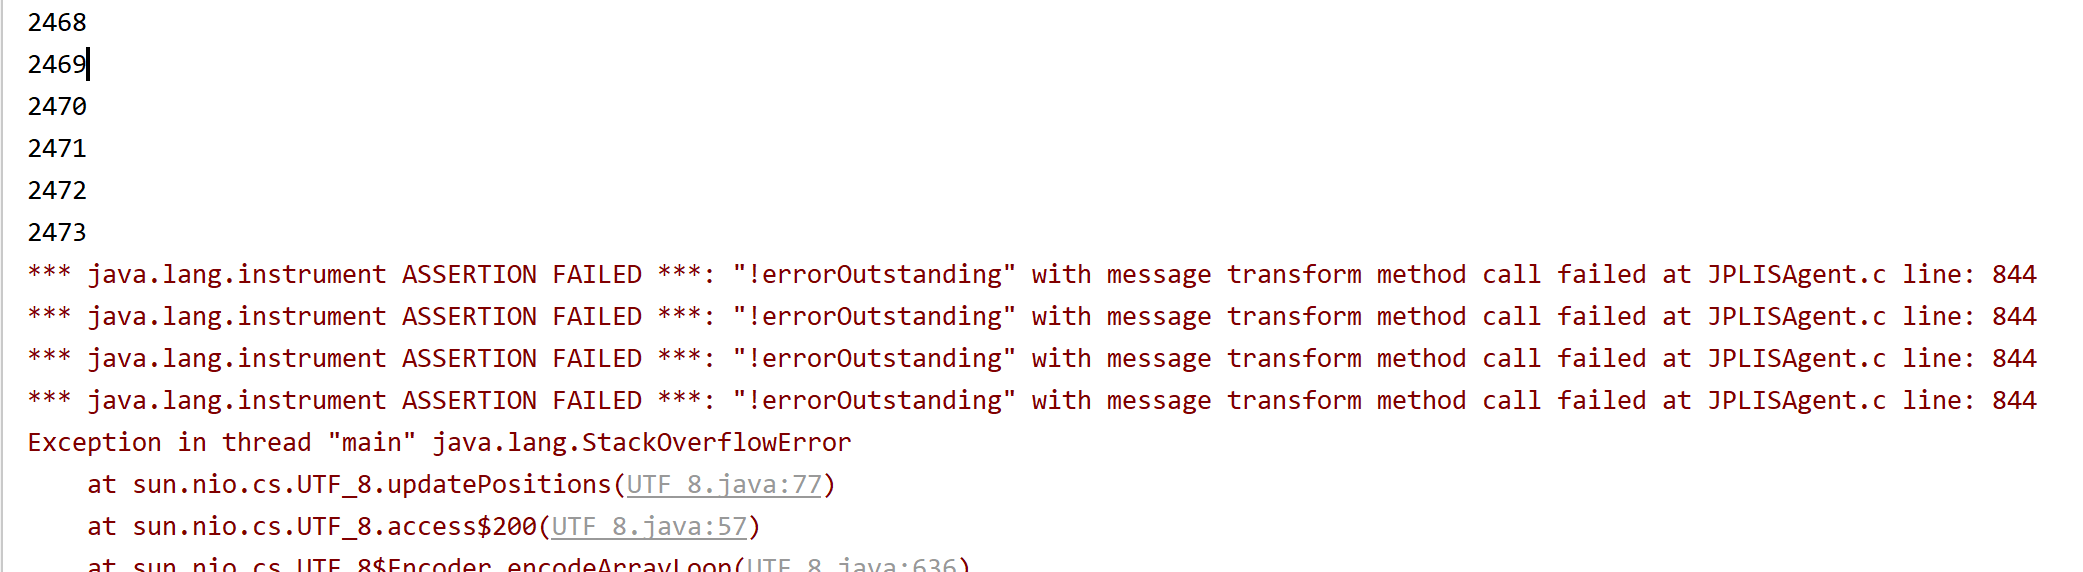 2468
2469
2470
2471
2472
2473
*** java.lang.instrument ASSERTION FAILED ***: "!errorOutstanding" with message transform method call failed at JPLISAgent.c line: 844
*** java.lang.instrument ASSERTION FAILED ***: "!errorOutstanding" with message transform method call failed at JPLISAgent.c line: 844
*** java.lang.instrument ASSERTION FAILED ***: "!errorOutstanding" with message transform method call failed at JPLISAgent.c line: 844
*** java.lang.instrument ASSERTION FAILED ***: "!errorOutstanding" with message transform method call failed at JPLISAgent.c line: 844
Exception in thread "main" java.lang.StackOverflowError
at sun.nio.cs.UTF_8.updatePositions(UTF_8.java:77)
at sun.nio.cs.UTF_8.access$200(UTF_8.java:57)
at sun.nio.cs.UTF_8$Encoder.encodeArrayLoop(UTF_8.java:636)